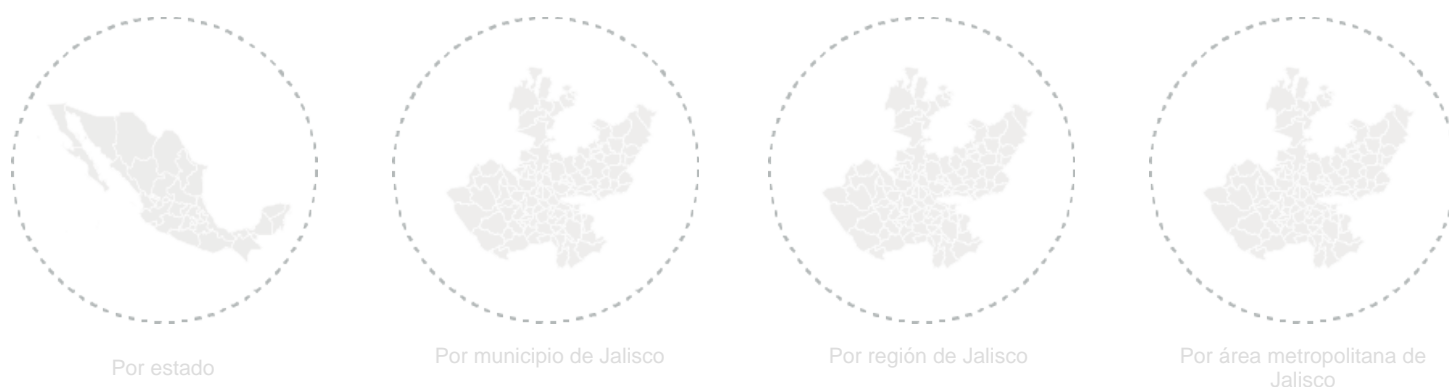 Por estado
Por municipio de Jalisco
Por región de Jalisco
Por área metropolitana de
Jalisco